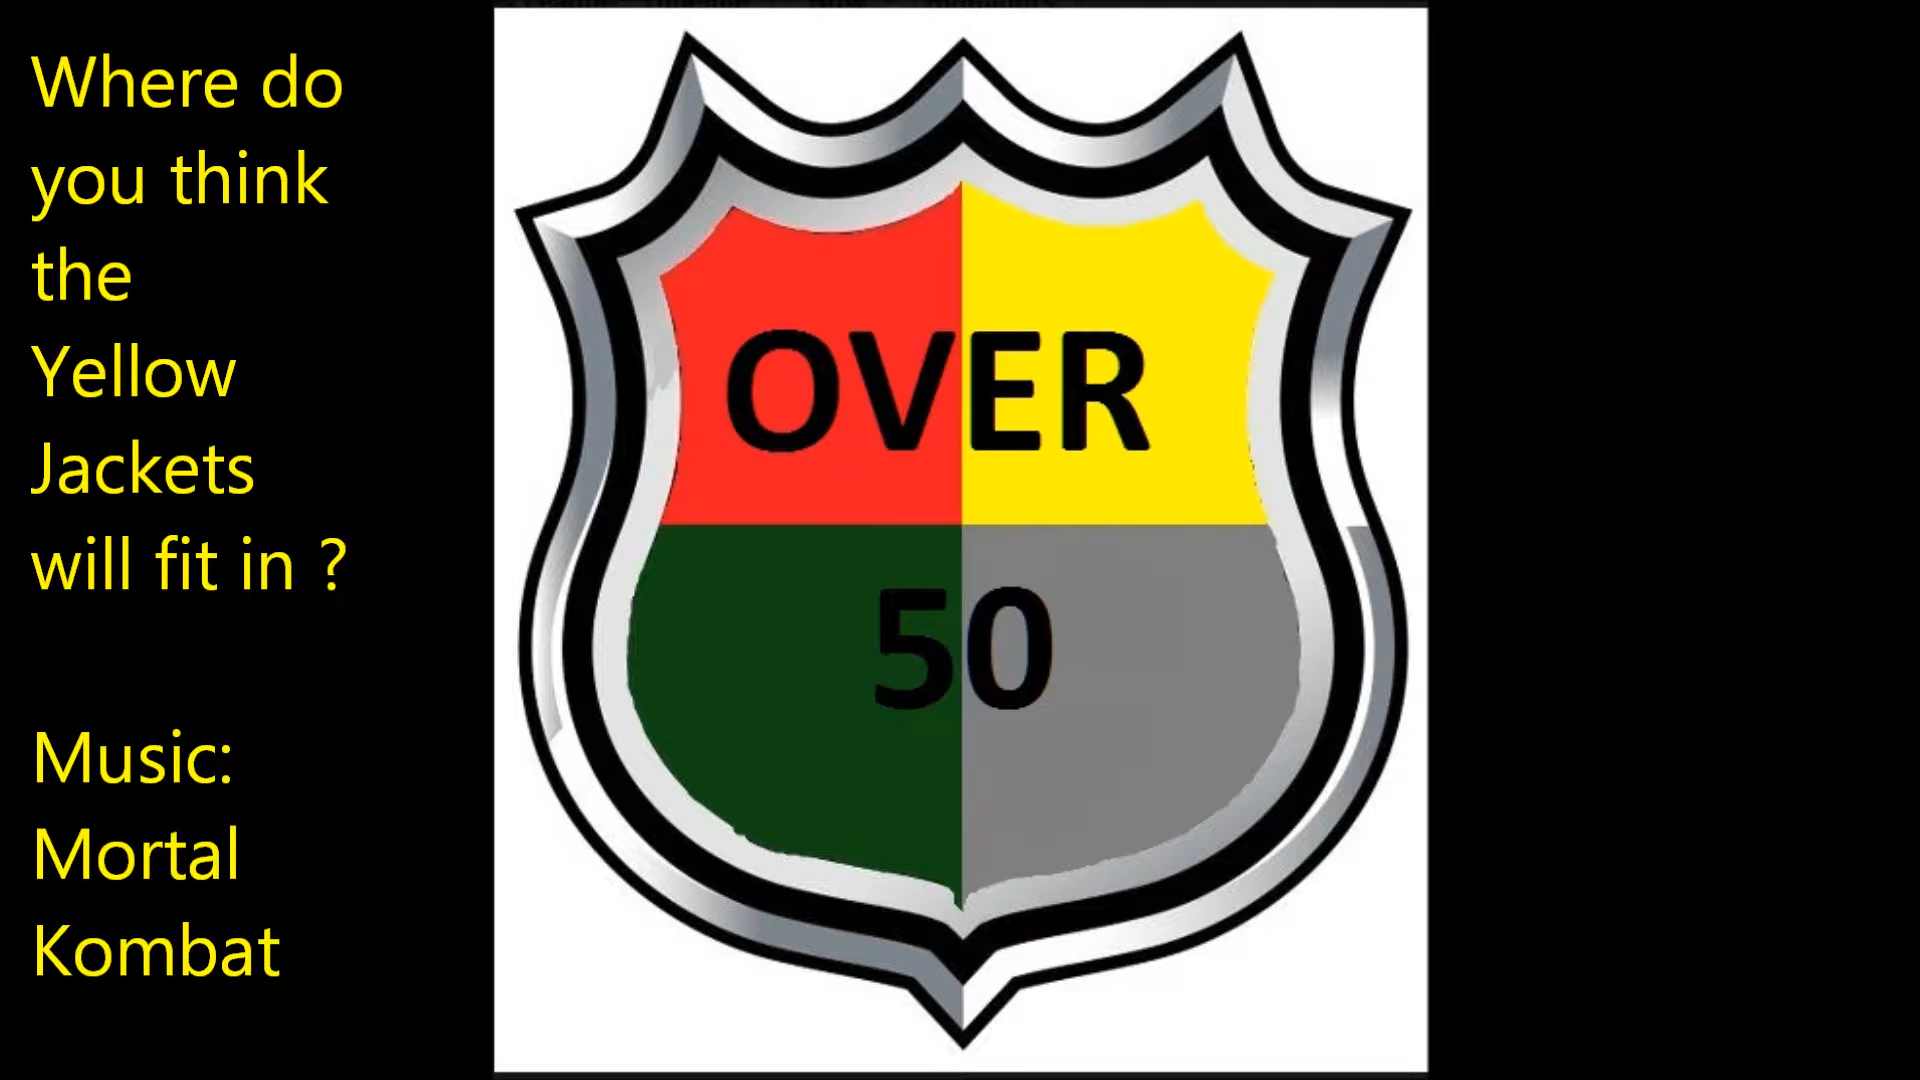 Where do
you think
the
Yellow
Jackets
will fit in ?
Music:
Mortal
Kombat
OVER
50